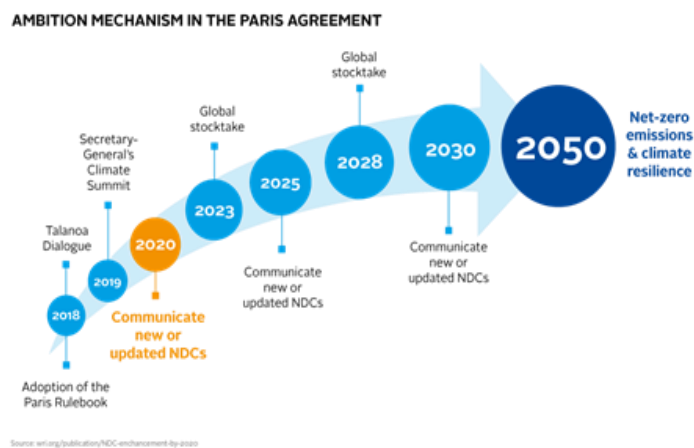 AMBITION MECHANISM IN THE PARIS AGREEMENT
Global
stocktake
Global
stocktake
Secretary-
General's
Climate
Summit
Talanoa
Dialogue
2018
2019
2020
2023
2025
2028
2030
2050
Net-zero
emissions
& climate
resilience
Communicate
new or
updated NDCs
Communicate
new or
updated NDCs
Communicate
new or
updated NDCs
Adoption of the
Paris Rulebook
Source: wri.org/publication/NDC-enchancement-by-2020